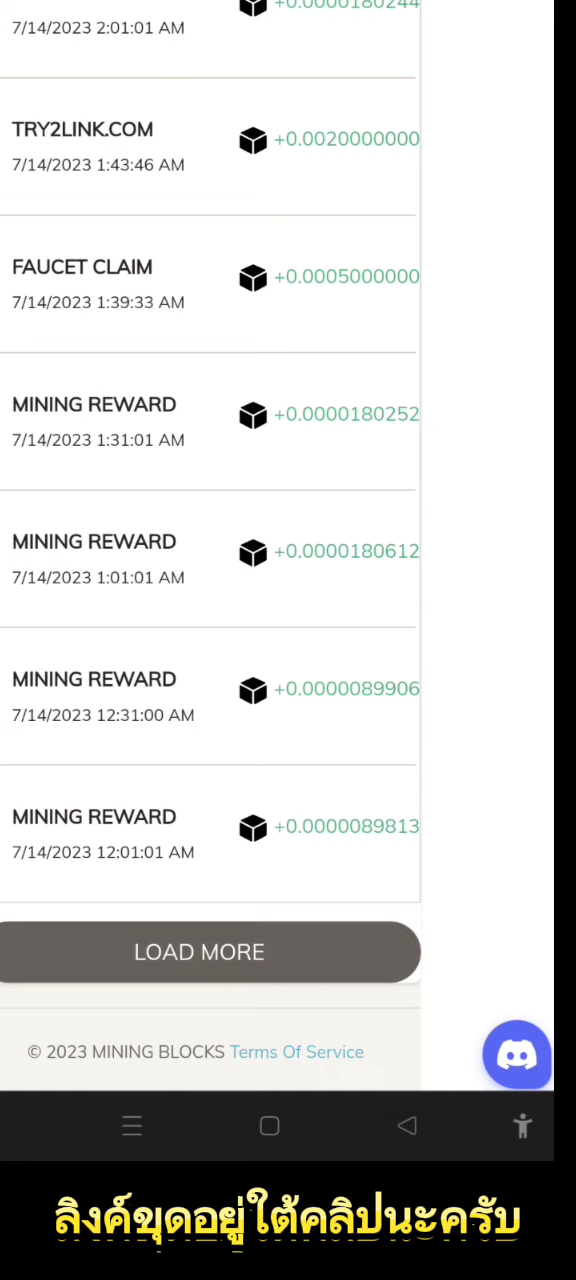 +0.0000180244
7/14/2023 2:01:01 AM
TRY2LINK.COM
+0.0020000000
7/14/2023 1:43:46 AM
FAUCET CLAIM
+0.0005000000
7/14/2023 1:39:33 AM
MINING REWARD
+0.0000180252
7/14/2023 1:31:01 AM
MINING REWARD
+0.0000180612
7/14/2023 1:01:01 AM
MINING REWARD
+0.0000089906
7/14/2023 12:31:00 AM
MINING REWARD
+0.0000089813
7/14/2023 12:01:01 AM
LOAD MORE
© 2023 MINING BLOCKS Terms Of Service
ลิงค์ขุดอยู่ใต้คลิปนะครับ